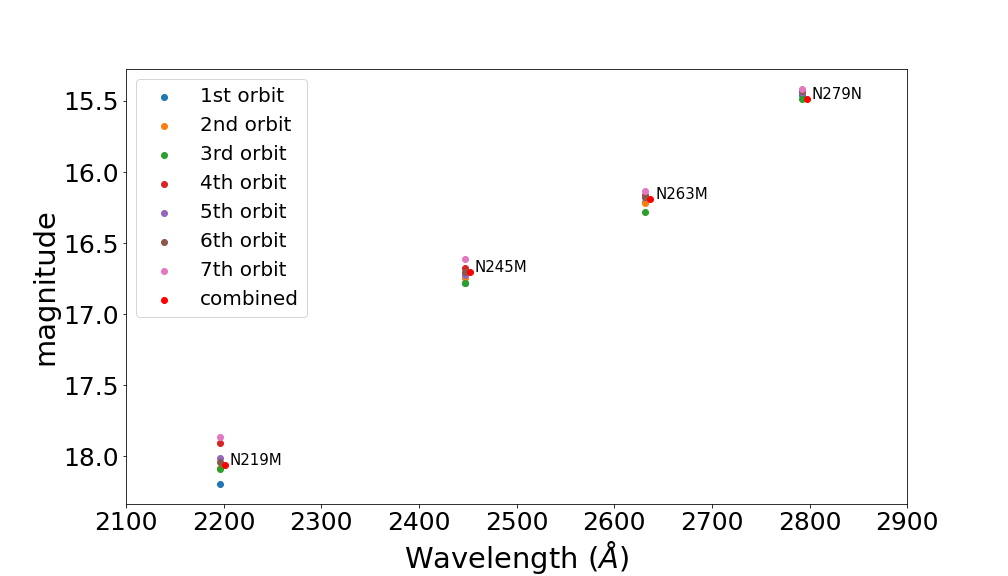 1st orbit
2nd orbit
3rd orbit
4th orbit
5th orbit
6th orbit
7th orbit
combined
N279N
N263M
N245M
N219M
15.5
16.0
16.5
17.0
17.5
18.0
magnitude
2100 2200 2300 2400 2500 2600 2700 2800 2900
Wavelength (Å)